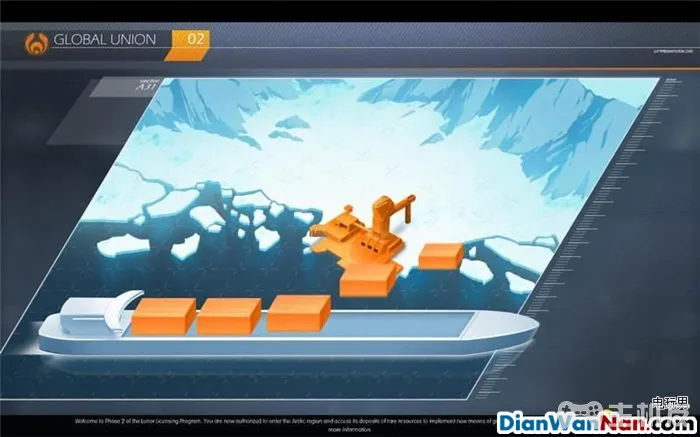 GLOBAL UNION 02
sector
A31
Welcome to Phase 2 of the Lunar Licensing Program. You are now authorized to enter the Arctic region and access its deposits of rare resources to implement new means of
more information.
电玩男
DianWanNan.com